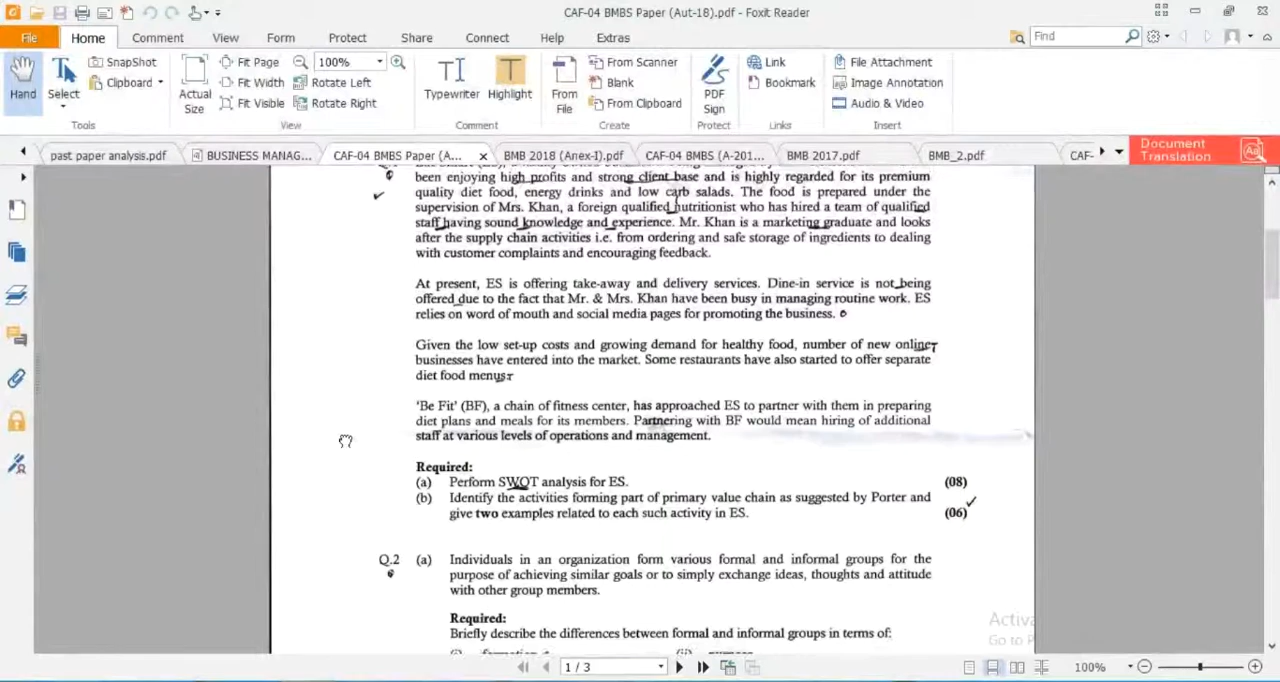 CAF-04 BMBS Paper (Aut-18).pdf - Foxit Reader
File Home Comment View Form Protect Share Connect Help Extras Find
Hand
Select
SnapShot
Clipboard
Tools
Actual Size
Fit Page
Fit Width
Fit Visible
100%
Rotate Left
Rotate Right
View
Typewriter
Highlight
Comment
From File
From Scanner
Blank
From Clipboard
Create
PDF Sign
Protect
Link
Bookmark
Links
File Attachment
Image Annotation
Audio & Video
Insert
past paper analysis.pdf BUSINESS MANAG... CAF-04 BMBS Paper (A... BMB 2018 (Anex-I).pdf CAF-04 BMBS (A-201... BMB 2017.pdf BMB_2.pdf CAF-
Document Translation
been enjoying high profits and strong client base and is highly regarded for its premium
quality diet food, energy drinks and low carb salads. The food is prepared under the
supervision of Mrs. Khan, a foreign qualified nutritionist who has hired a team of qualified
staff having sound knowledge and experience. Mr. Khan is a marketing graduate and looks
after the supply chain activities i.e. from ordering and safe storage of ingredients to dealing
with customer complaints and encouraging feedback.
At present, ES is offering take-away and delivery services. Dine-in service is not being
offered due to the fact that Mr. & Mrs. Khan have been busy in managing routine work. ES
relies on word of mouth and social media pages for promoting the business.
Given the low set-up costs and growing demand for healthy food, number of new online
businesses have entered into the market. Some restaurants have also started to offer separate
diet food menus
'Be Fit' (BF), a chain of fitness center, has approached ES to partner with them in preparing
diet plans and meals for its members. Partnering with BF would mean hiring of additional
staff at various levels of operations and management.
Required:
(a) Perform SWOT analysis for ES. (08)
(b) Identify the activities forming part of primary value chain as suggested by Porter and
give two examples related to each such activity in ES. (06)
Q.2 (a) Individuals in an organization form various formal and informal groups for the
purpose of achieving similar goals or to simply exchange ideas, thoughts and attitude
with other group members.
Required:
Briefly describe the differences between formal and informal groups in terms of:
1 / 3
100%